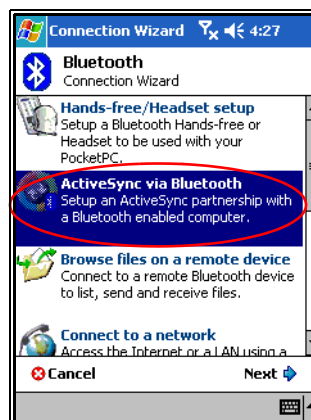 Connection Wizard 4:27
Bluetooth
Connection Wizard
Hands-free/Headset setup
Setup a Bluetooth Hands-free or
Headset to be used with your
PocketPC.
ActiveSync via Bluetooth
Setup an ActiveSync partnership with
a Bluetooth enabled computer.
Browse files on a remote device
Connect to a remote Bluetooth device
to list, send and receive files.
Connect to a network
Access the Internet or a LAN using a
Cancel Next